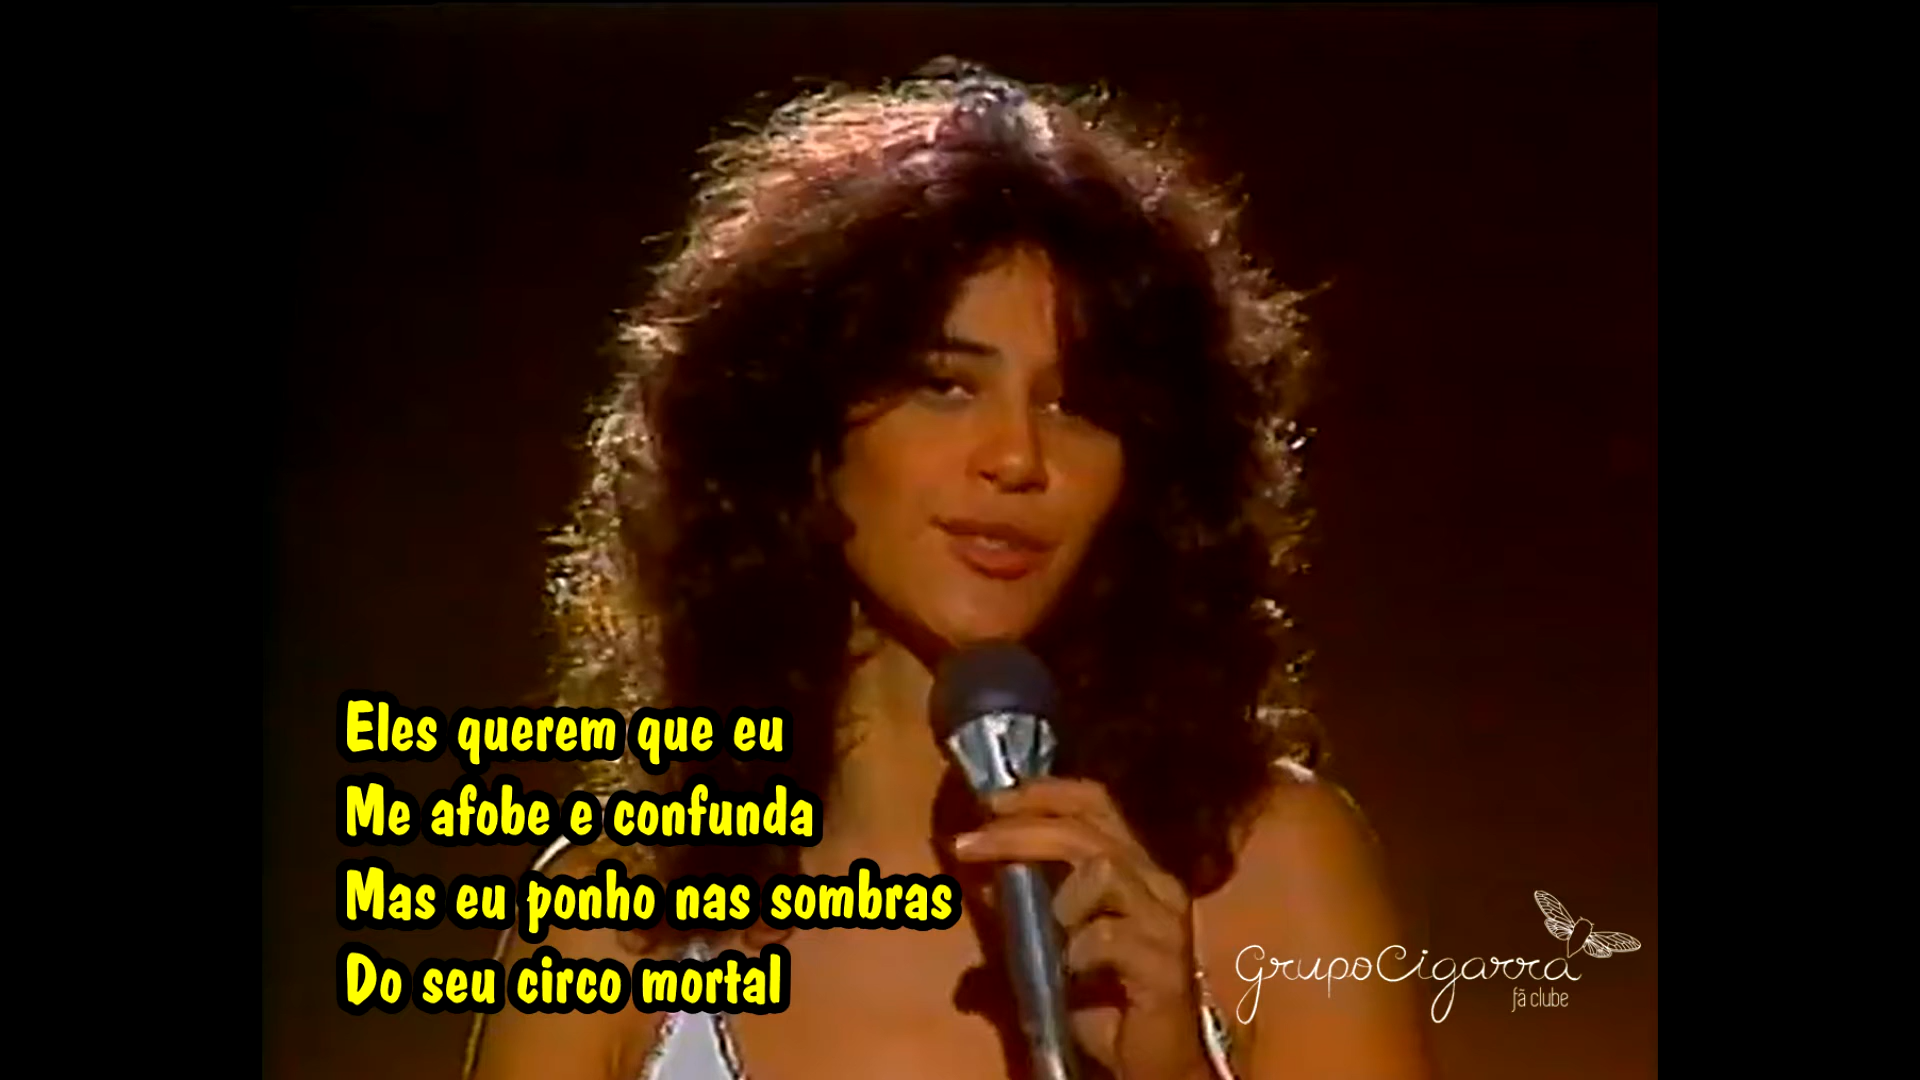 Eles querem que eu
Me afobe e confunda
Mas eu ponho nas sombras
Do seu circo mortal
GrupoCigarra
fã clube